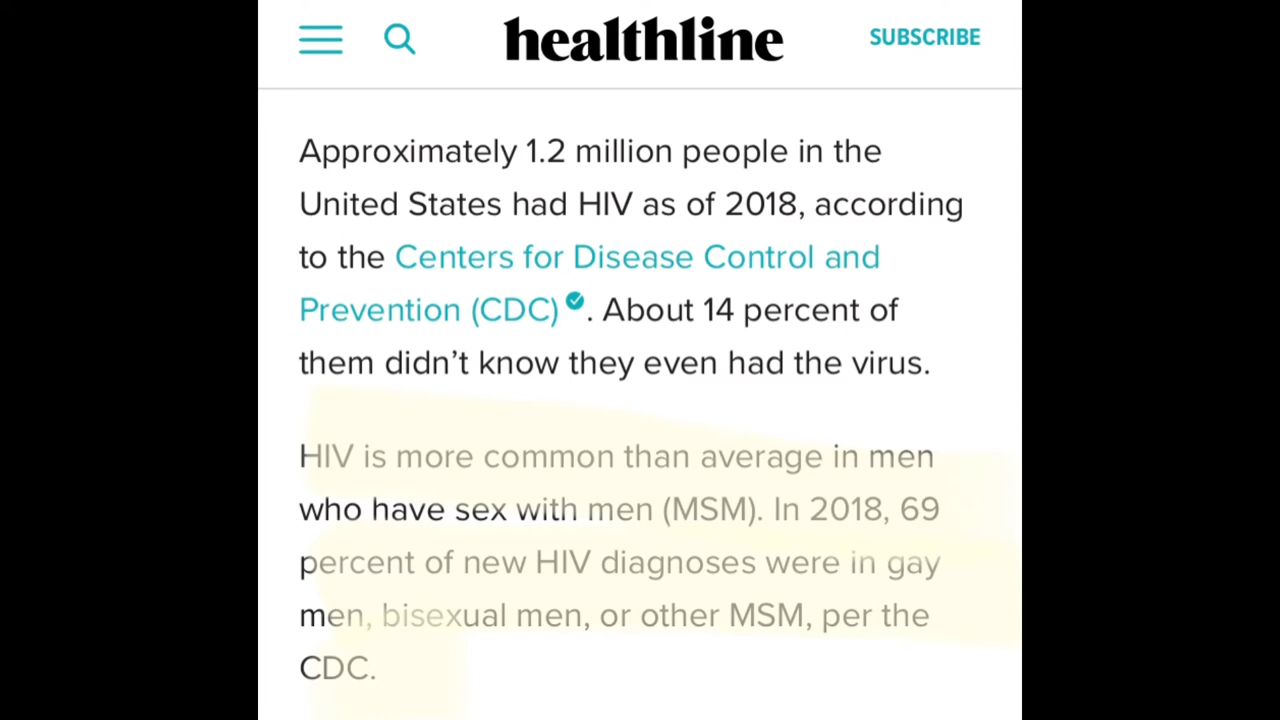 healthline
SUBSCRIBE
Approximately 1.2 million people in the
United States had HIV as of 2018, according
to the Centers for Disease Control and
Prevention (CDC). About 14 percent of
them didn’t know they even had the virus.
HIV is more common than average in men
who have sex with men (MSM). In 2018, 69
percent of new HIV diagnoses were in gay
men, bisexual men, or other MSM, per the
CDC.